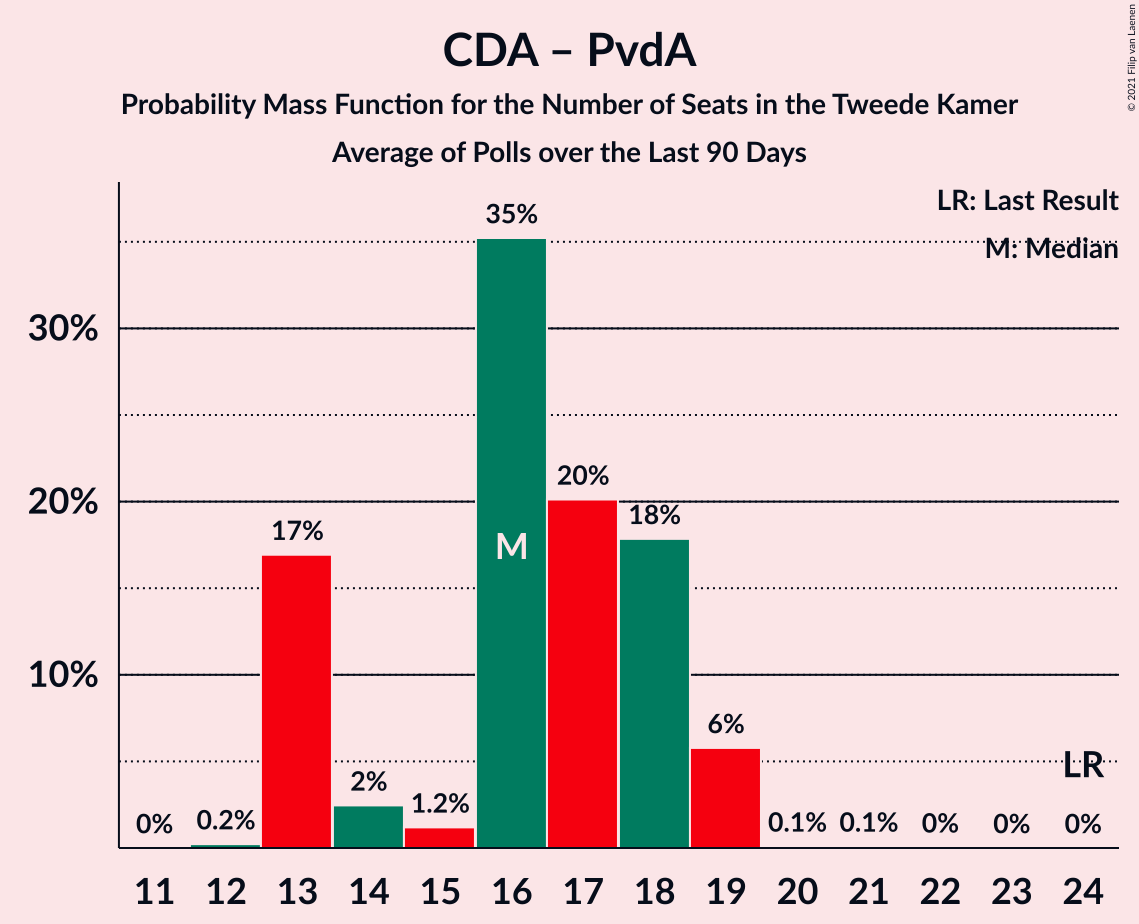 CDA – PvdA
Probability Mass Function for the Number of Seats in the Tweede Kamer
Average of Polls over the Last 90 Days
© 2021 Filip van Laenen
LR: Last Result
M: Median
35%
30%
20%
20%
18%
17%
M
10%
6%
LR
2%
1.2%
0% 0.2% 0.1% 0.1% 0% 0% 0%
11 12 13 14 15 16 17 18 19 20 21 22 23 24